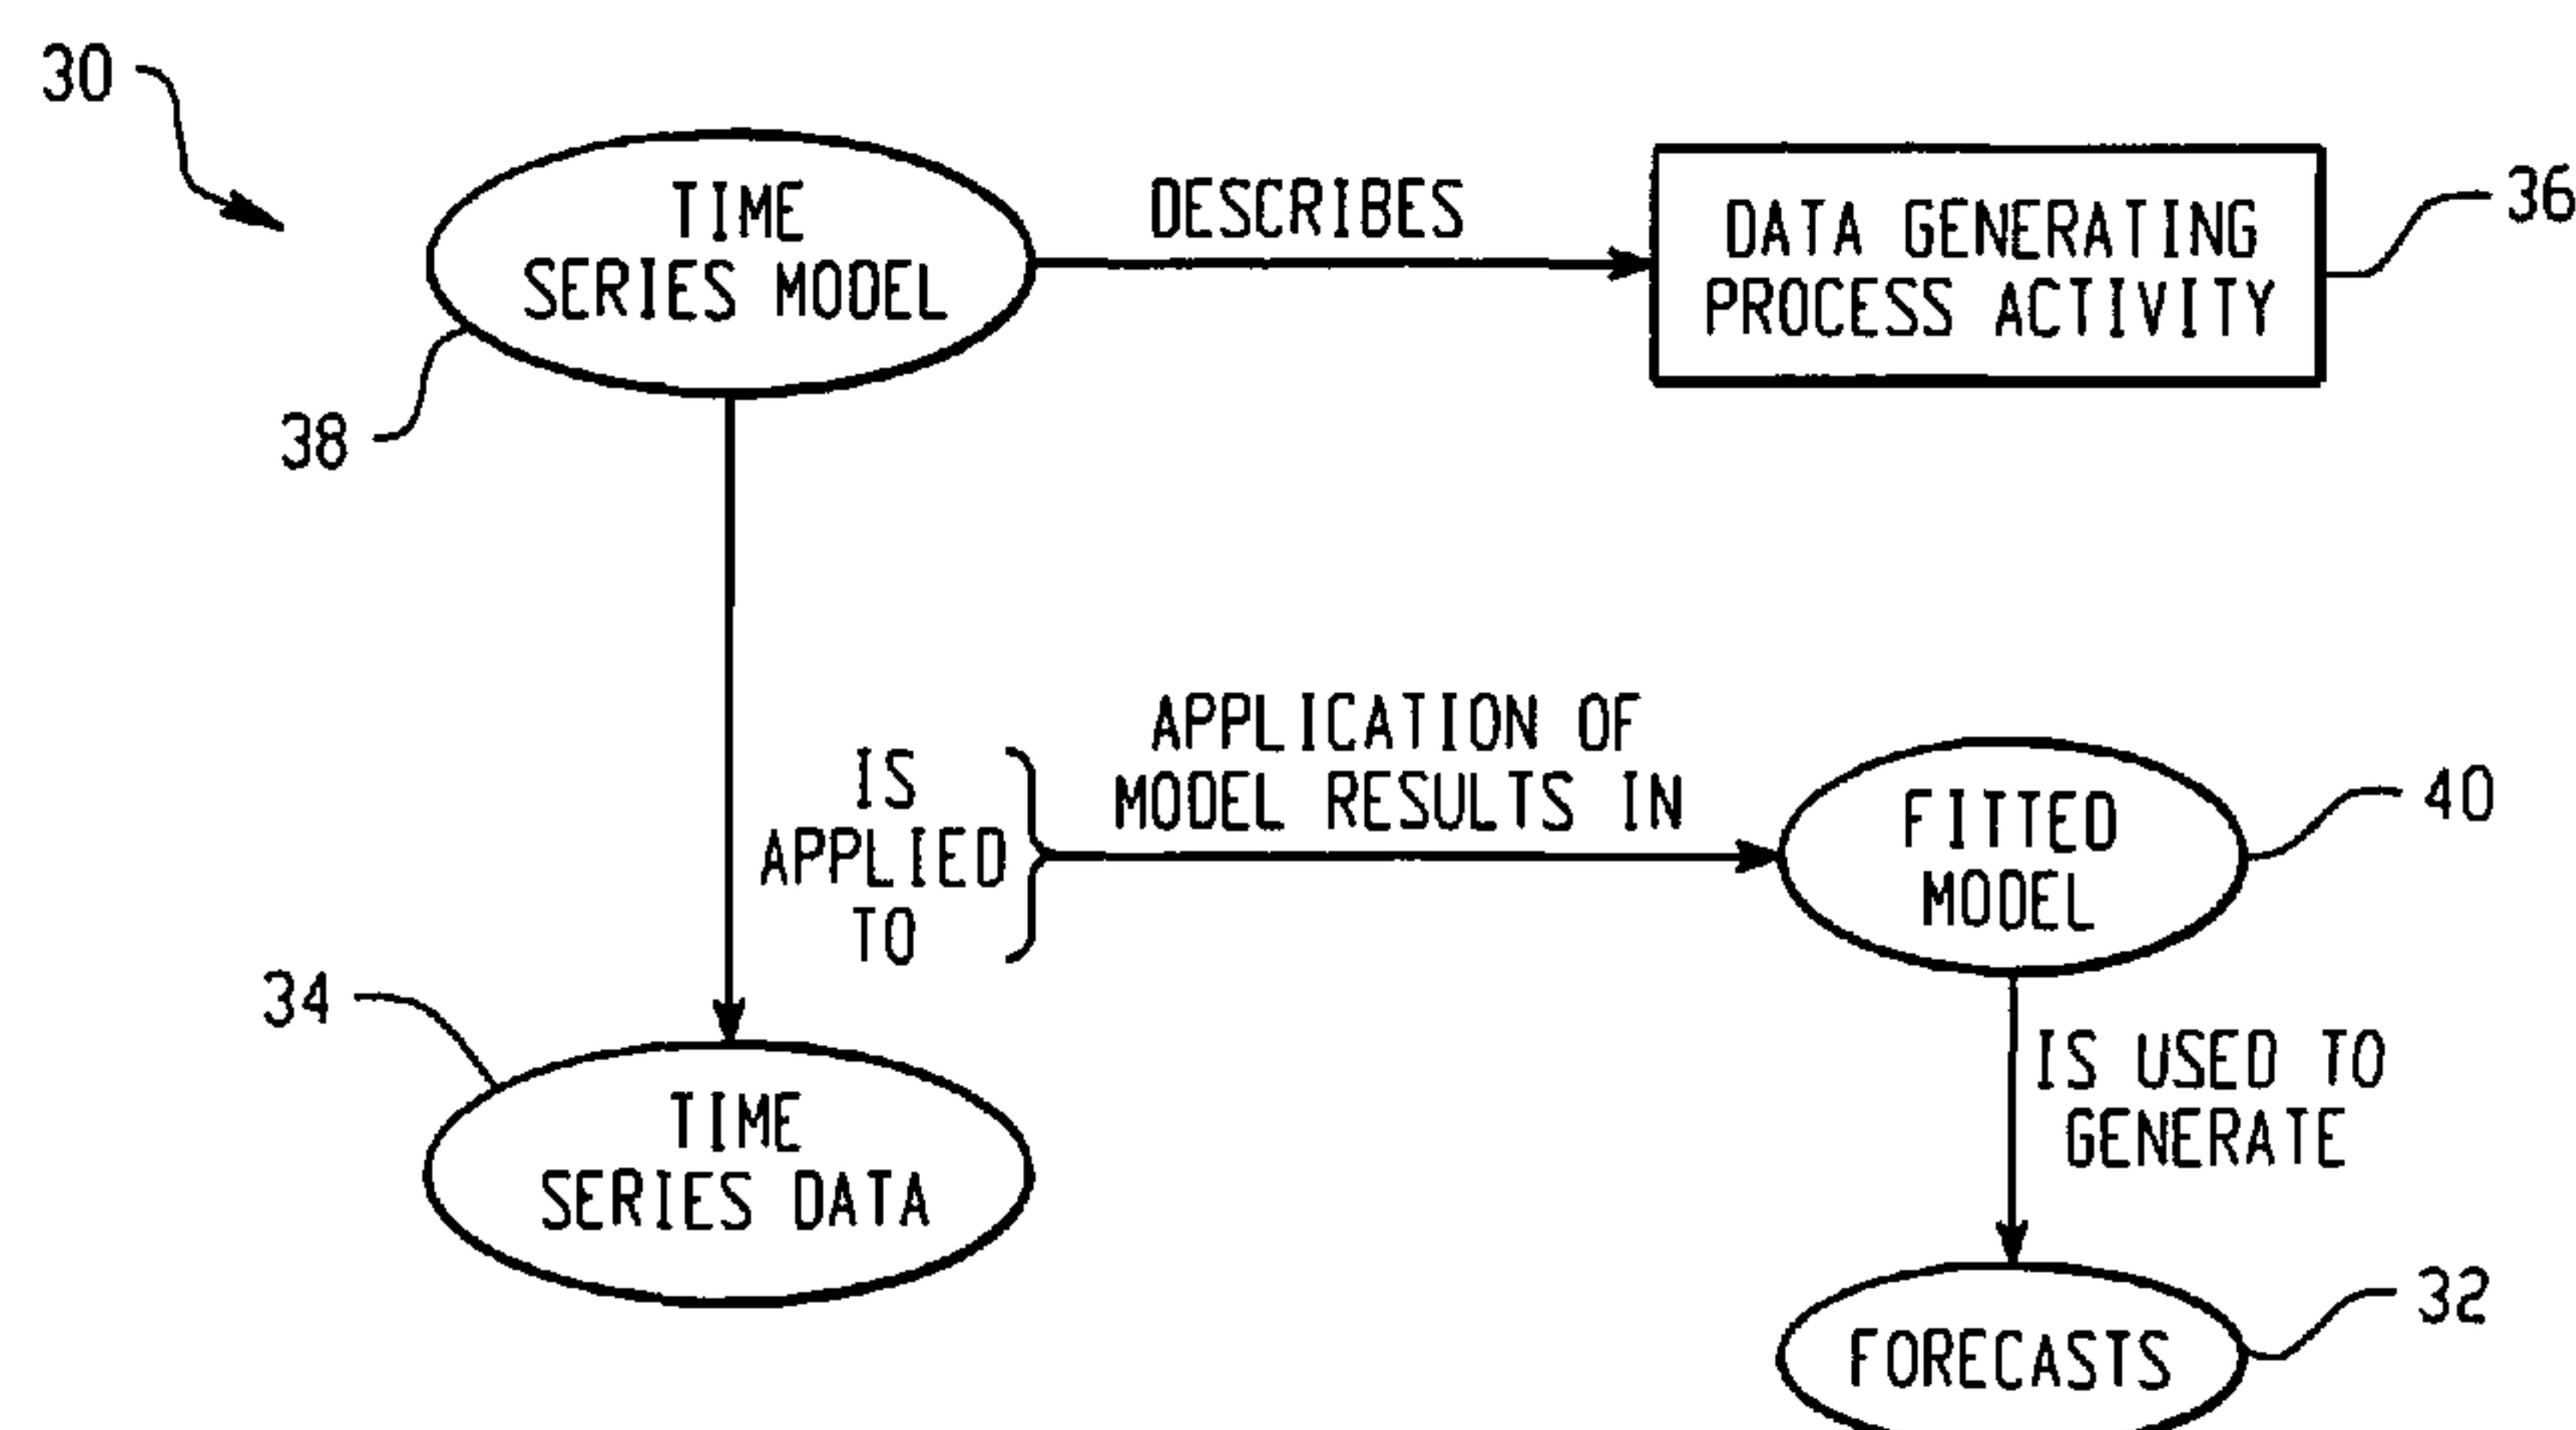 30
TIME
SERIES MODEL
DESCRIBES
DATA GENERATING
PROCESS ACTIVITY
36
38
IS
APPLIED
TO
APPLICATION OF
MODEL RESULTS IN
FITTED
MODEL
40
34
TIME
SERIES DATA
IS USED TO
GENERATE
FORECASTS
32